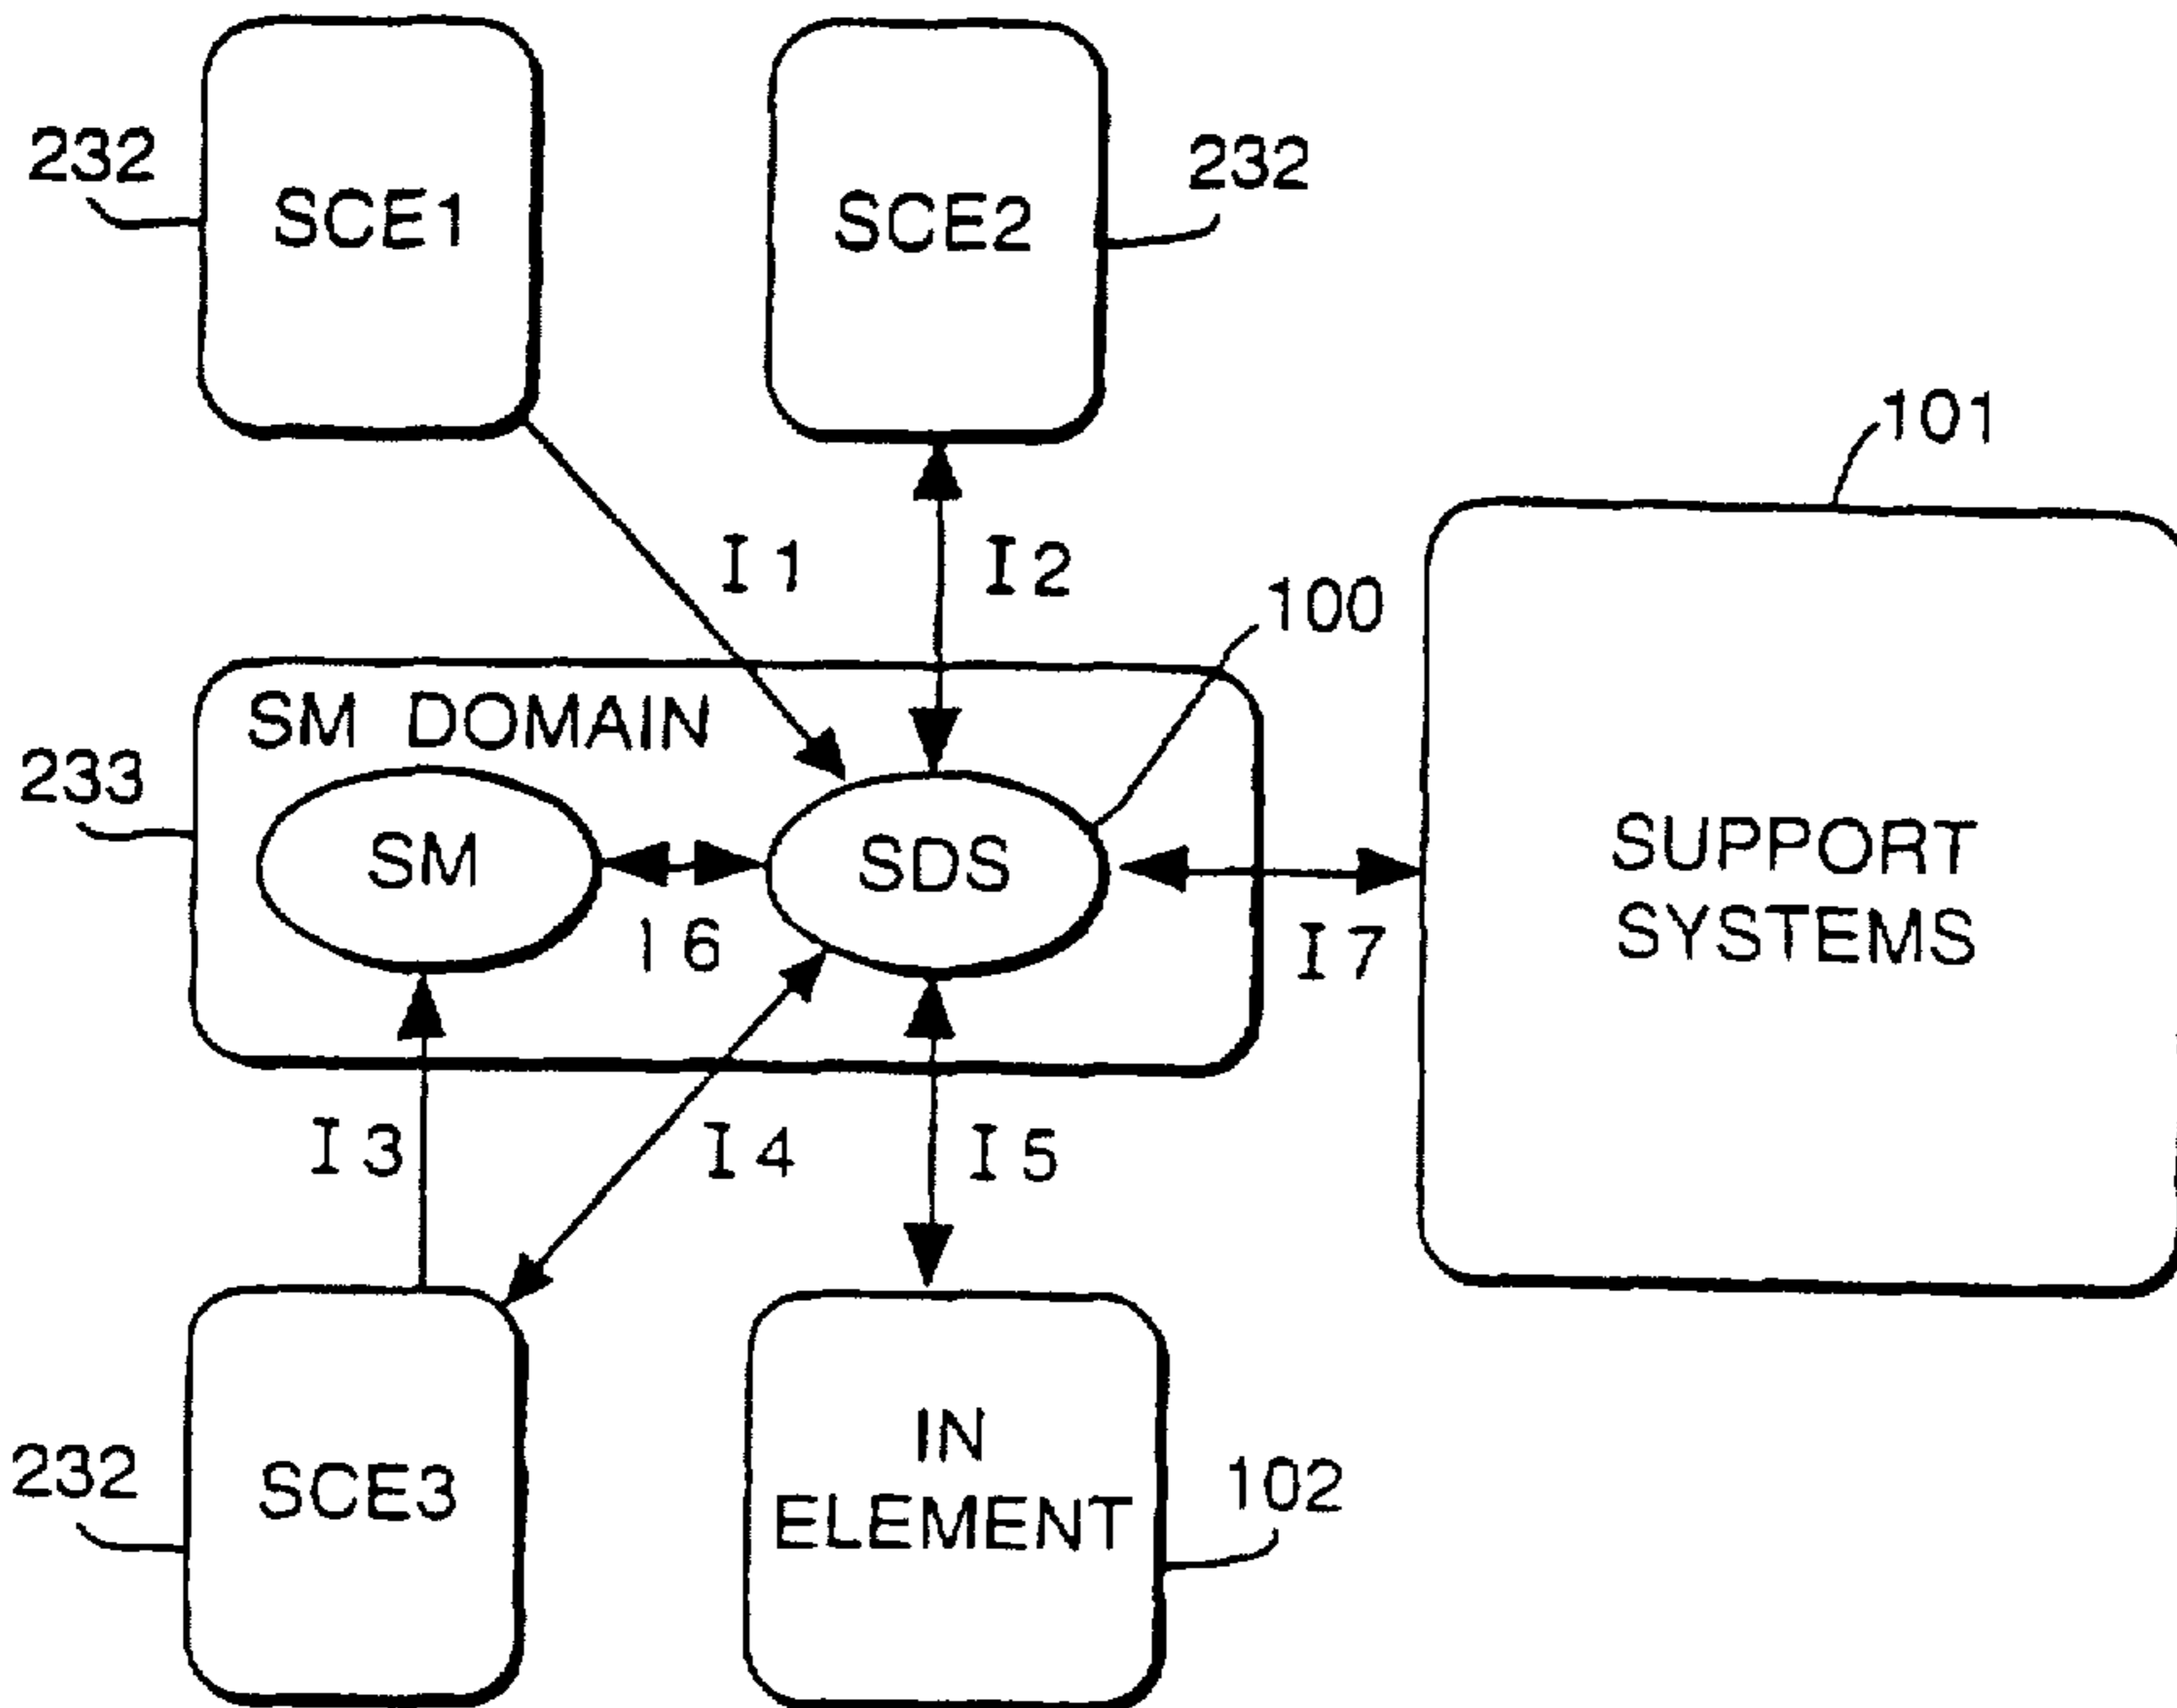 232
SCE1
SCE2
232
101
I1
I2
100
SM DOMAIN
233
SM
SDS
SUPPORT
SYSTEMS
16
I7
I3
I4
I5
232
SCE3
IN
ELEMENT
102